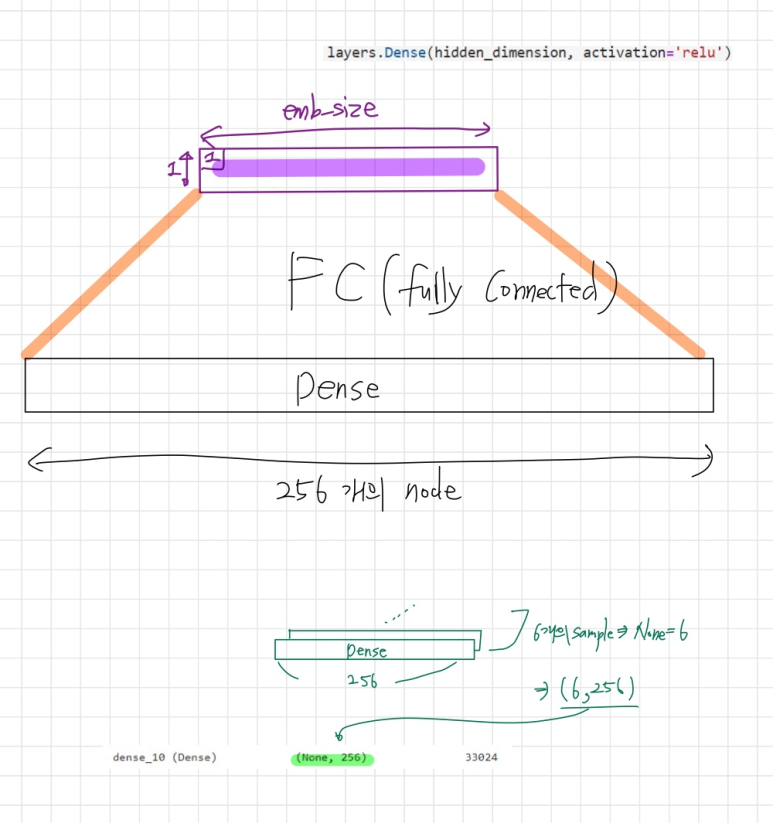 layers.Dense(hidden_dimension, activation='relu')
emb_size
1
1
FC (fully connected)
Dense
256 개의 node
Dense
6개의 sample ⇒ None=6
256
⇒ (6,256)
dense_10 (Dense) (None, 256) 33024